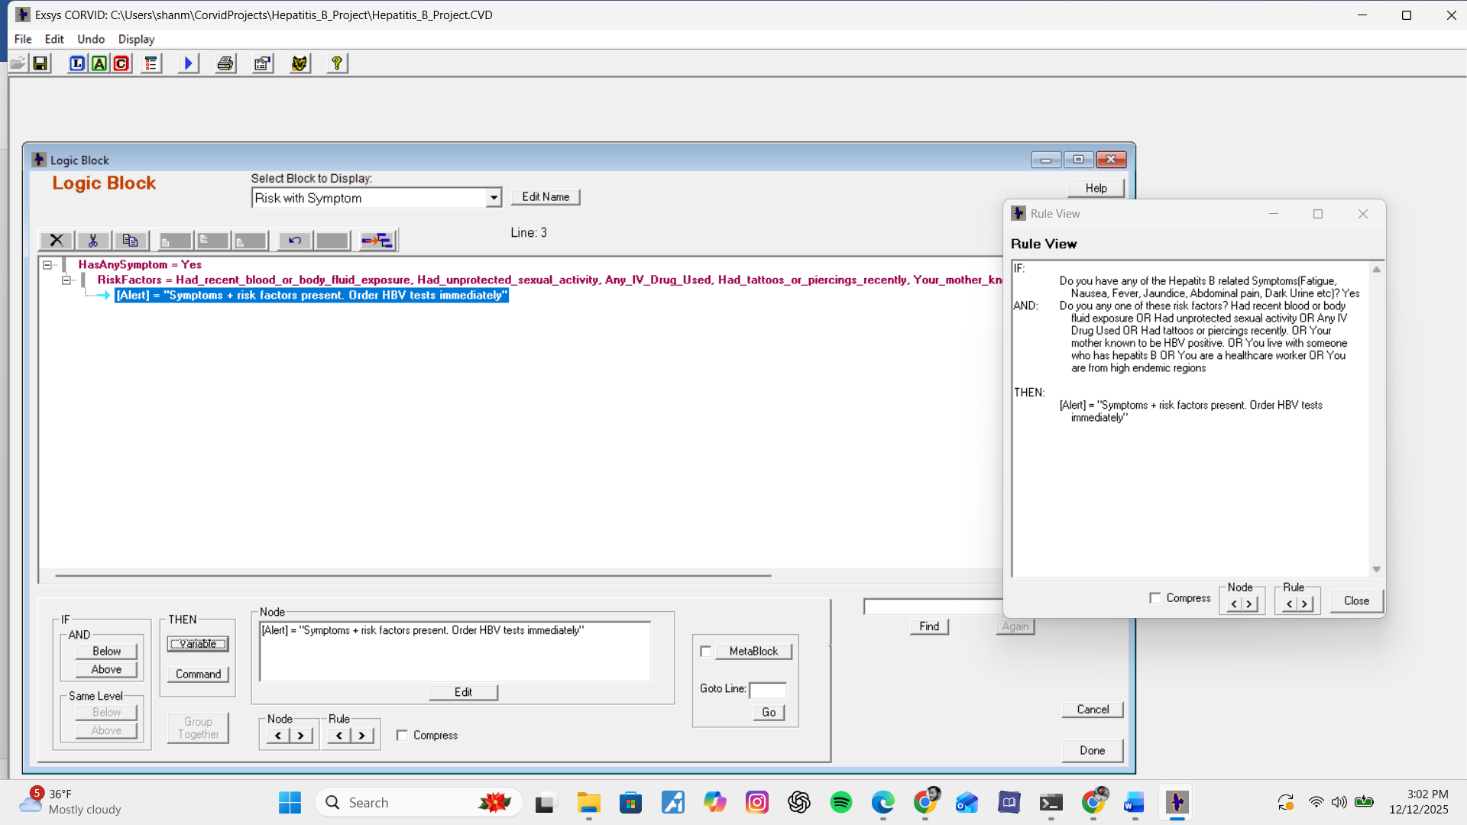 Exsys CORVID: C:\Users\shanm\CorvidProjects\Hepatitis_B_Project\Hepatitis_B_Project.CVD
File Edit Undo Display
L A C ?
Logic Block
Logic Block
Select Block to Display:
Risk with Symptom
Edit Name
Help
Line: 3
HasAnySymptom = Yes
RiskFactors = Had_recent_blood_or_body_fluid_exposure, Had_unprotected_sexual_activity, Any_IV_Drug_Used, Had_tattoos_or_piercings_recently, Your_mother_kn
[Alert] = "Symptoms + risk factors present. Order HBV tests immediately"
Rule View
Rule View
IF:
Do you have any of the Hepatits B related Symptoms(Fatigue,
Nausea, Fever, Jaundice, Abdominal pain, Dark Urine etc)? Yes
AND: Do you any one of these risk factors? Had recent blood or body
fluid exposure OR Had unprotected sexual activity OR Any IV
Drug Used OR Had tattoos or piercings recently. OR Your
mother known to be HBV positive. OR You live with someone
who has hepatits B OR You are a healthcare worker OR You
are from high endemic regions
THEN:
[Alert] = "Symptoms + risk factors present. Order HBV tests
immediately"
Compress
Node
< >
Rule
< >
Close
IF
AND
Below
Above
Same Level
Below
Above
THEN
Variable
Command
Group
Together
Node
[Alert] = "Symptoms + risk factors present. Order HBV tests immediately"
Edit
Node
< >
Rule
< >
Compress
MetaBlock
Goto Line:
Go
Find
Again
Cancel
Done
5
36°F
Mostly cloudy
Search
3:02 PM
12/12/2025